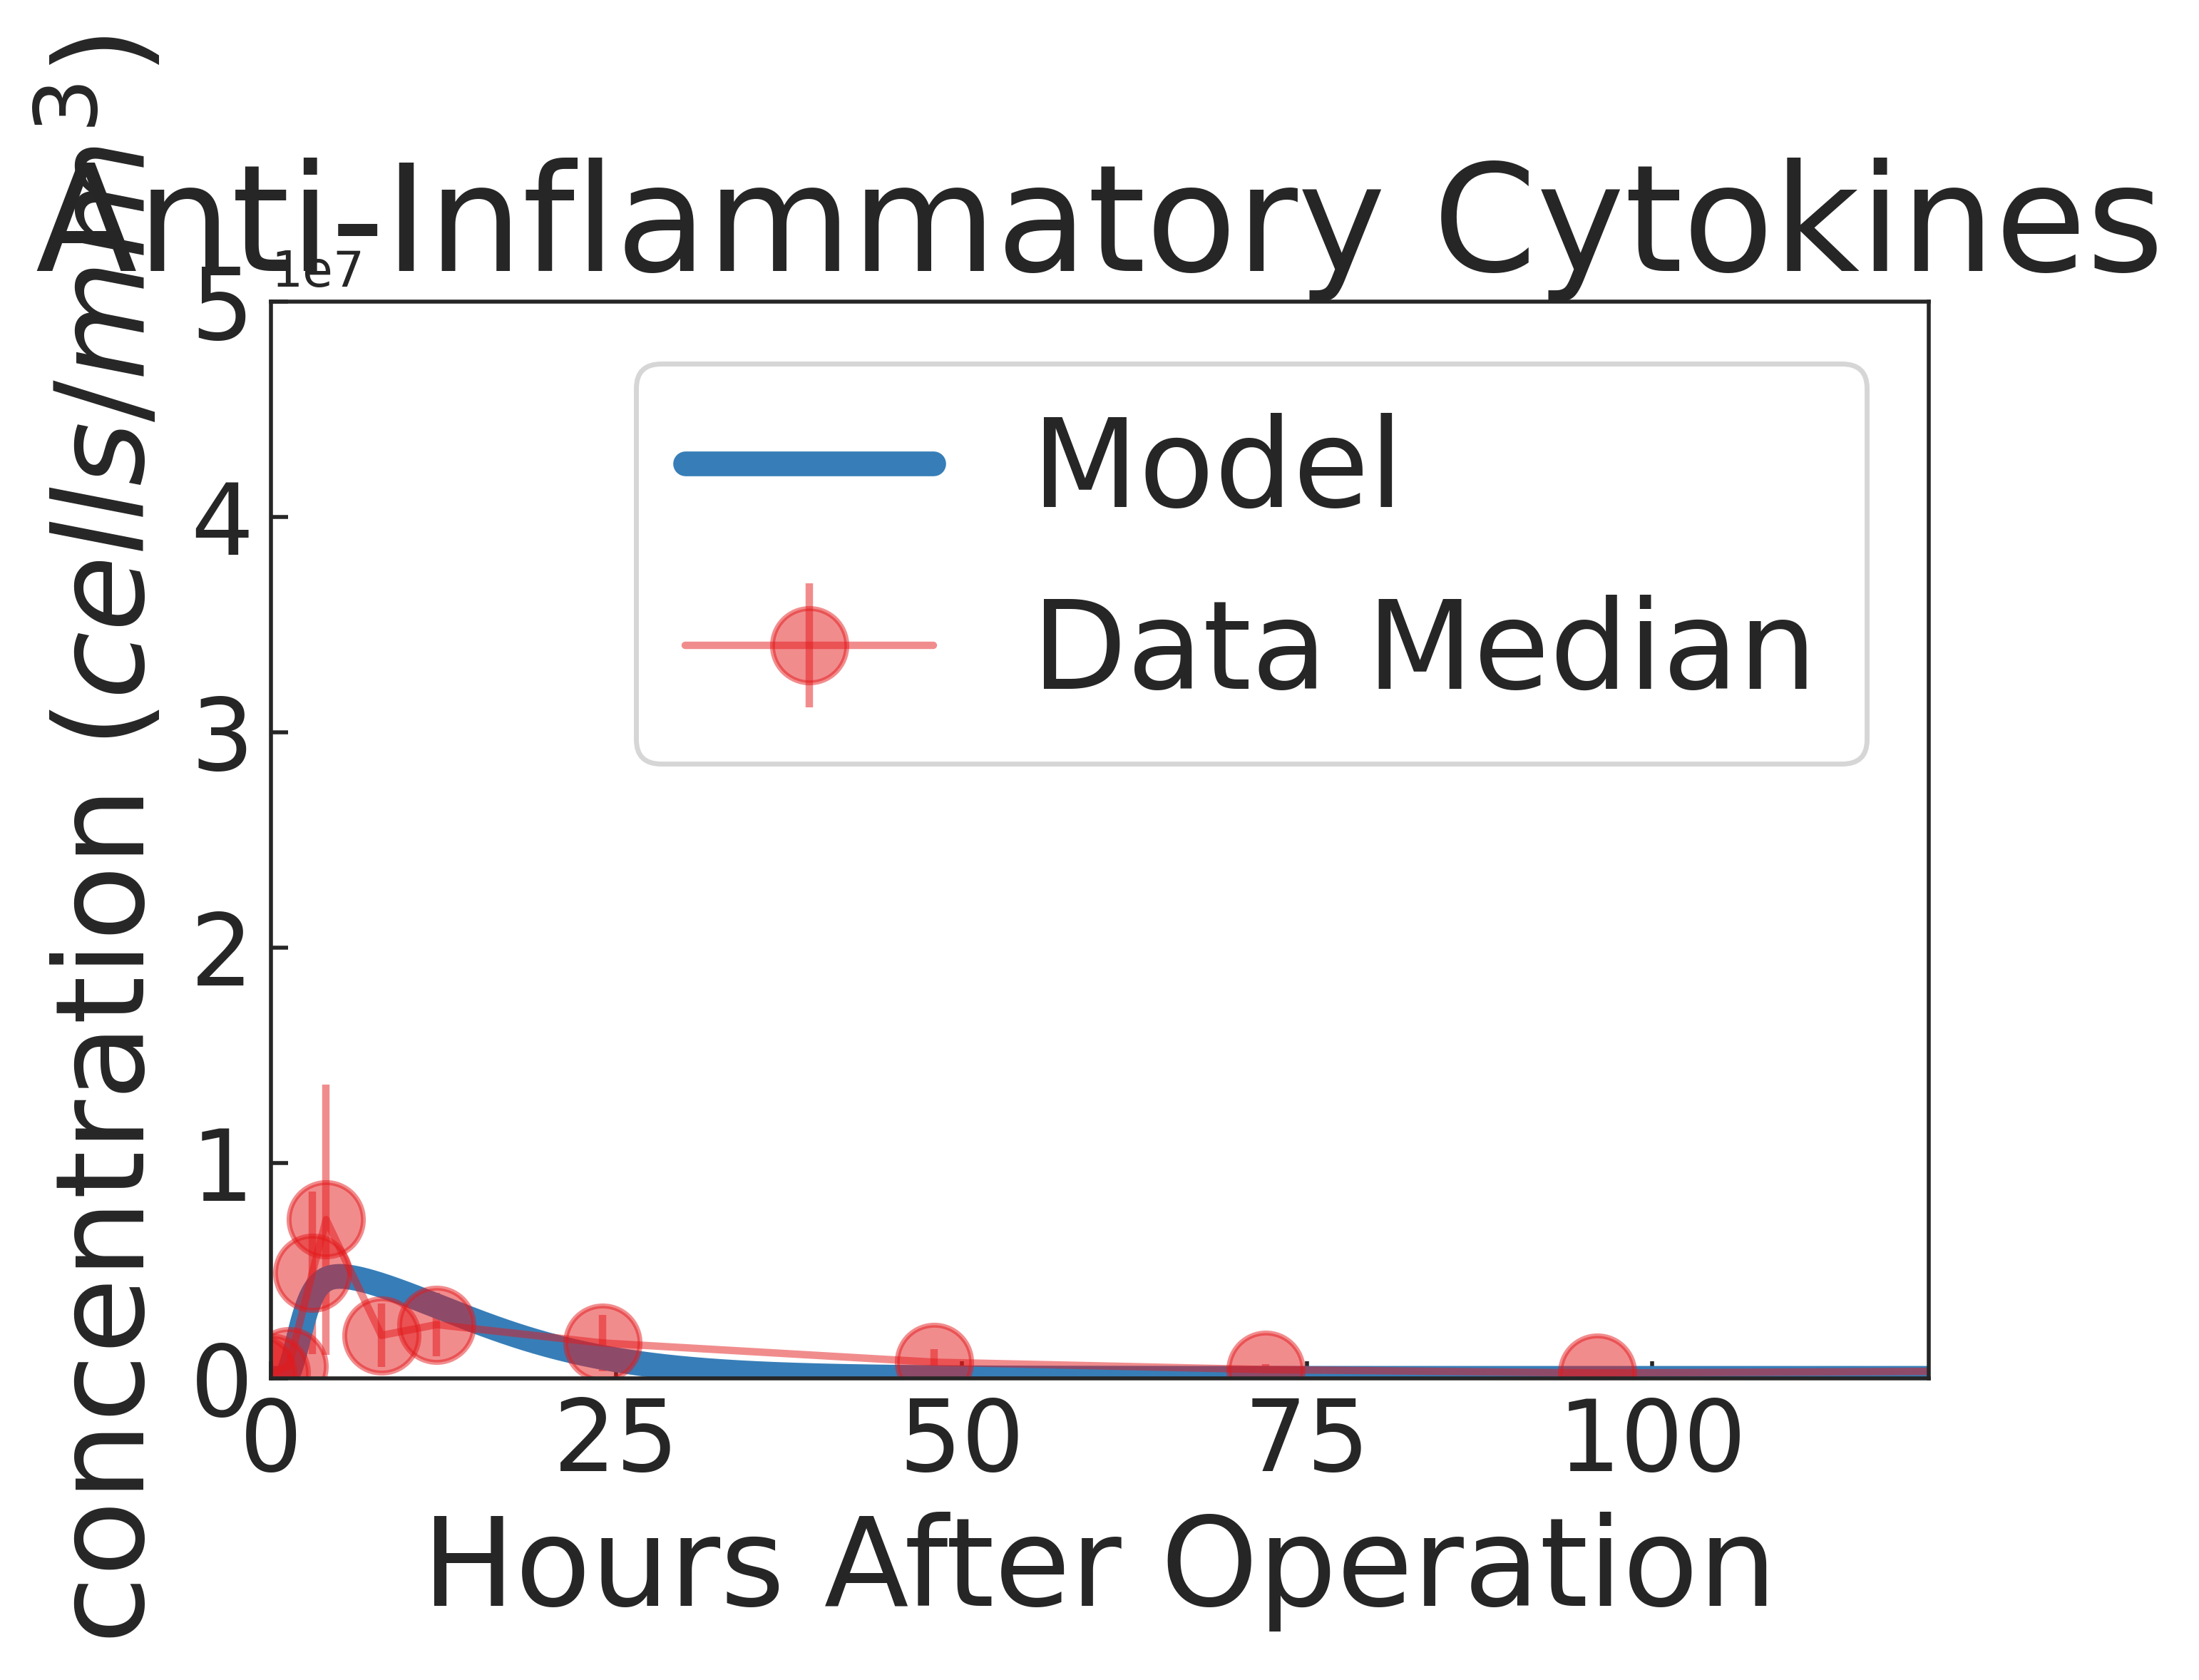 Anti-Inflammatory Cytokines
concentration (cells/mm³)
1e7
5
4
3
2
1
0
Model
Data Median
0 25 50 75 100
Hours After Operation